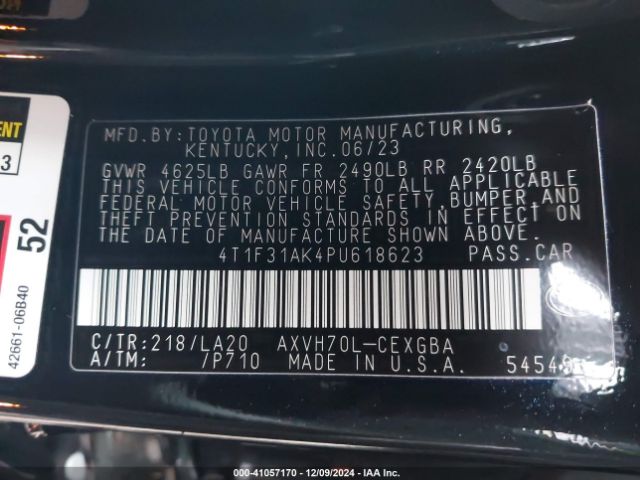 MFD.BY:TOYOTA MOTOR MANUFACTURING,
KENTUCKY,INC.06/23
GVWR 4625LB GAWR FR 2490LB RR 2420LB
THIS VEHICLE CONFORMS TO ALL APPLICABLE
FEDERAL MOTOR VEHICLE SAFETY,BUMPER,AND
THEFT PREVENTION STANDARDS IN EFFECT ON
THE DATE OF MANUFACTURE SHOWN ABOVE.
4T1F31AK4PU618623 PASS.CAR
C/TR:218/LA20 AXVH70L-CEXGBA
A/TM: /P710 MADE IN U.S.A.
52
42661-06B40
3
000-41057170 • 12/09/2024 - IAA Inc.